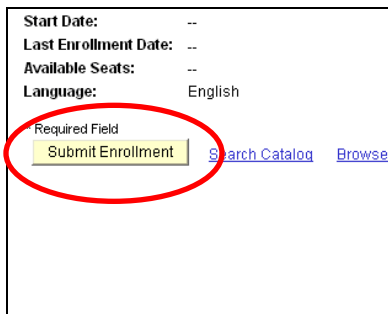 Start Date: --
Last Enrollment Date: --
Available Seats: --
Language: English
* Required Field
Submit Enrollment Search Catalog Browse